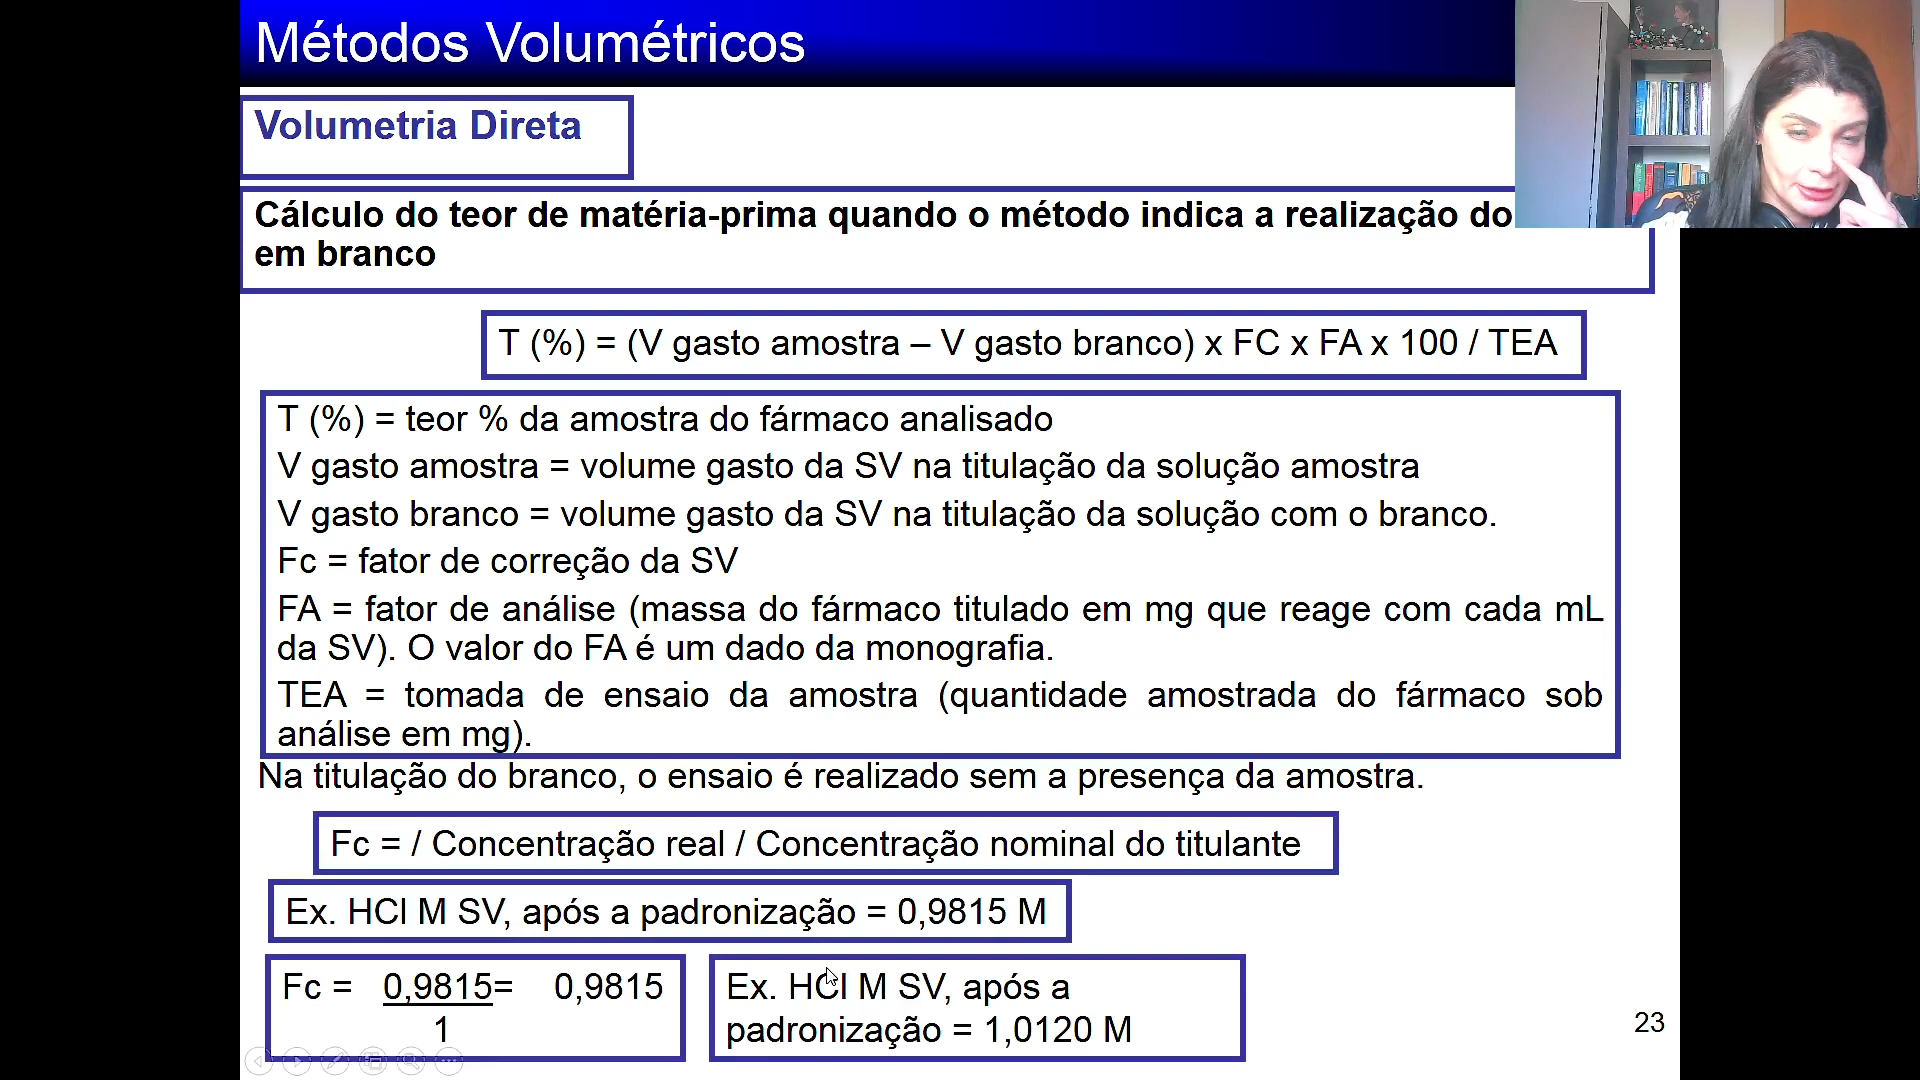 Métodos Volumétricos
Volumetria Direta
Cálculo do teor de matéria-prima quando o método indica a realização do
em branco
T (%) = (V gasto amostra – V gasto branco) x FC x FA x 100 / TEA
T (%) = teor % da amostra do fármaco analisado
V gasto amostra = volume gasto da SV na titulação da solução amostra
V gasto branco = volume gasto da SV na titulação da solução com o branco.
Fc = fator de correção da SV
FA = fator de análise (massa do fármaco titulado em mg que reage com cada mL
da SV). O valor do FA é um dado da monografia.
TEA = tomada de ensaio da amostra (quantidade amostrada do fármaco sob
análise em mg).
Na titulação do branco, o ensaio é realizado sem a presença da amostra.
Fc = / Concentração real / Concentração nominal do titulante
Ex. HCl M SV, após a padronização = 0,9815 M
Fc = 0,9815= 0,9815
1
Ex. HCl M SV, após a
padronização = 1,0120 M
23